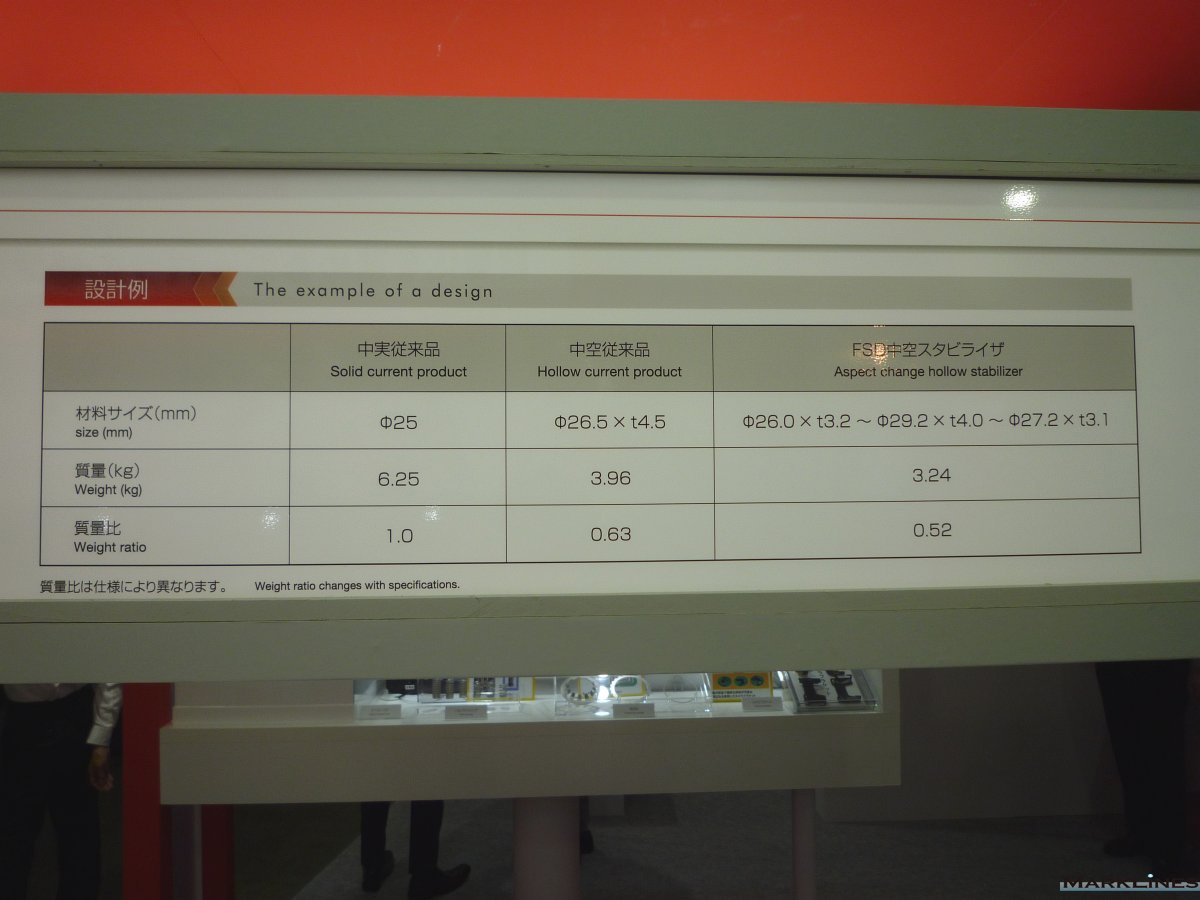 設計例 The example of a design
中実従来品 中空従来品 FSD中空スタビライザ
Solid current product Hollow current product Aspect change hollow stabilizer
材料サイズ(mm)
size (mm) Φ25 Φ26.5 × t4.5 Φ26.0 × t3.2 ～ Φ29.2 × t4.0 ～ Φ27.2 × t3.1
質量(kg)
Weight (kg) 6.25 3.96 3.24
質量比
Weight ratio 1.0 0.63 0.52
質量比は仕様により異なります。 Weight ratio changes with specifications.
MARKLINES